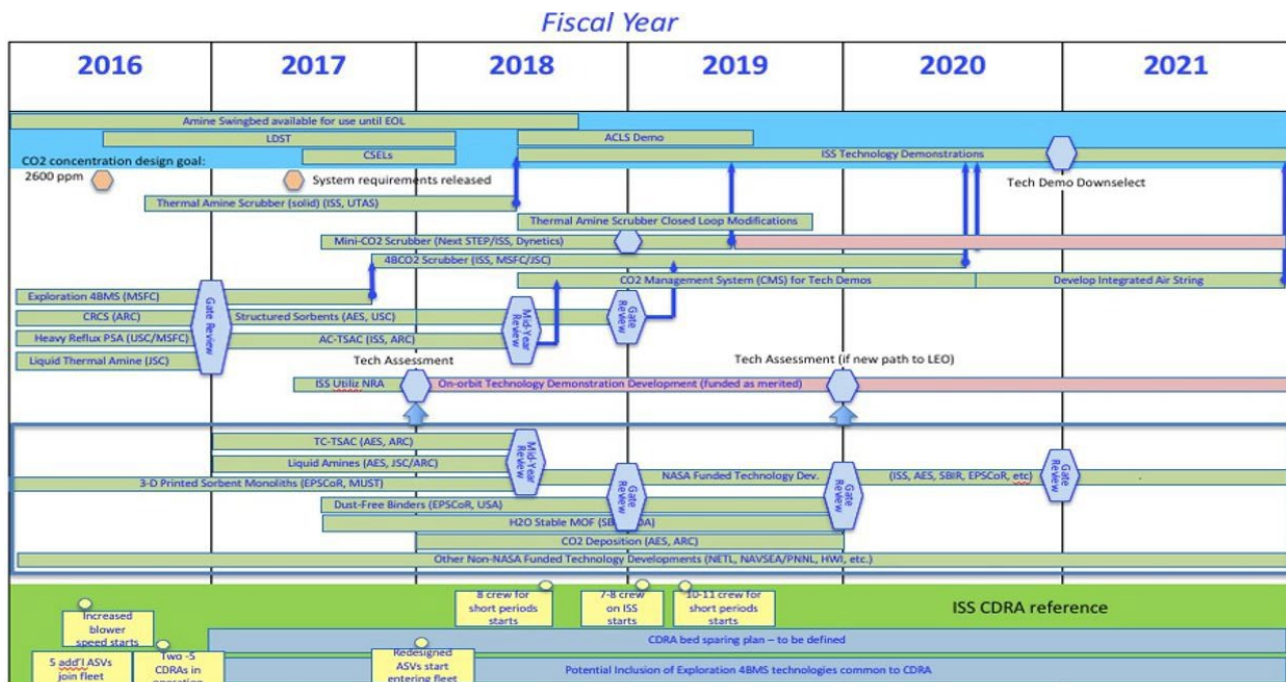 Fiscal Year
2016
2017
2018
2019
2020
2021
Amine Swingbed available for use until EOL
LDST
ACLS Demo
CSELs
ISS Technology Demonstrations
CO2 concentration design goal:
2600 ppm
System requirements released
Tech Demo Downselect
Thermal Amine Scrubber (solid) (ISS, UTAS)
Thermal Amine Scrubber Closed Loop Modifications
Mini-CO2 Scrubber (Next STEP/ISS, Dynetics)
4BCO2 Scrubber (ISS, MSFC/JSC)
CO2 Management System (CMS) for Tech Demos
Develop Integrated Air String
Exploration 4BMS (MSFC)
CRCS (ARC)
Structured Sorbents (AES, USC)
Heavy Reflux PSA (USC/MSFC)
AC-TSAC (ISS, ARC)
Liquid Thermal Amine (JSC)
Gate Review
Mid-Year Review
Gate Review
Tech Assessment
Tech Assessment (if new path to LEO)
ISS Utiliz NRA
On-orbit Technology Demonstration Development (funded as merited)
TC-TSAC (AES, ARC)
Liquid Amines (AES, JSC/ARC)
3-D Printed Sorbent Monoliths (EPSCoR, MUST)
Mid-Year Review
Gate Review
NASA Funded Technology Dev.
Gate Review
(ISS, AES, SBIR, EPSCoR, etc)
Gate Review
.
Dust-Free Binders (EPSCoR, USA)
H2O Stable MOF (SB DA)
CO2 Deposition (AES, ARC)
Other Non-NASA Funded Technology Developments (NETL, NAVSEA/PNNL, HWI, etc.)
8 crew for
short periods
starts
7-8 crew
on ISS
starts
10-11 crew for
short periods
starts
ISS CDRA reference
Increased
blower
speed starts
CDRA bed sparing plan – to be defined
5 add'l ASVs
join fleet
Two -5
CDRAs in
operation
Redesigned
ASVs start
entering fleet
Potential Inclusion of Exploration 4BMS technologies common to CDRA